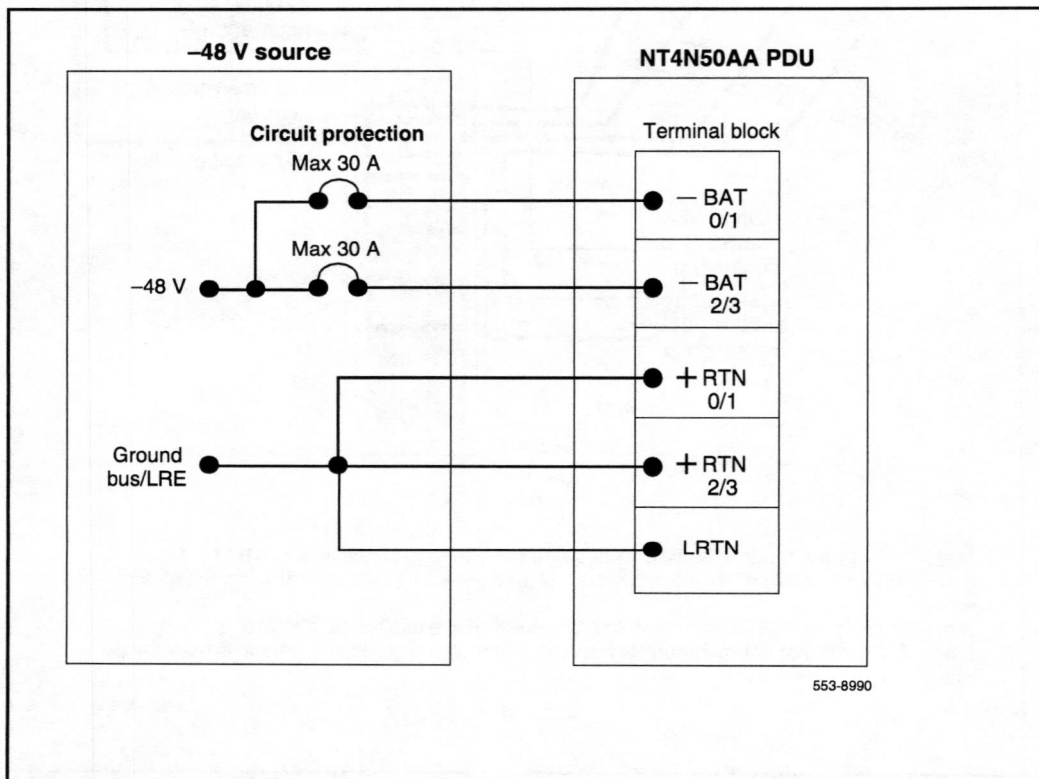 –48 V source
NT4N50AA PDU
Circuit protection
Max 30 A
Max 30 A
–48 V
Ground
bus/LRE
Terminal block
– BAT
0/1
– BAT
2/3
+ RTN
0/1
+ RTN
2/3
LRTN
553-8990